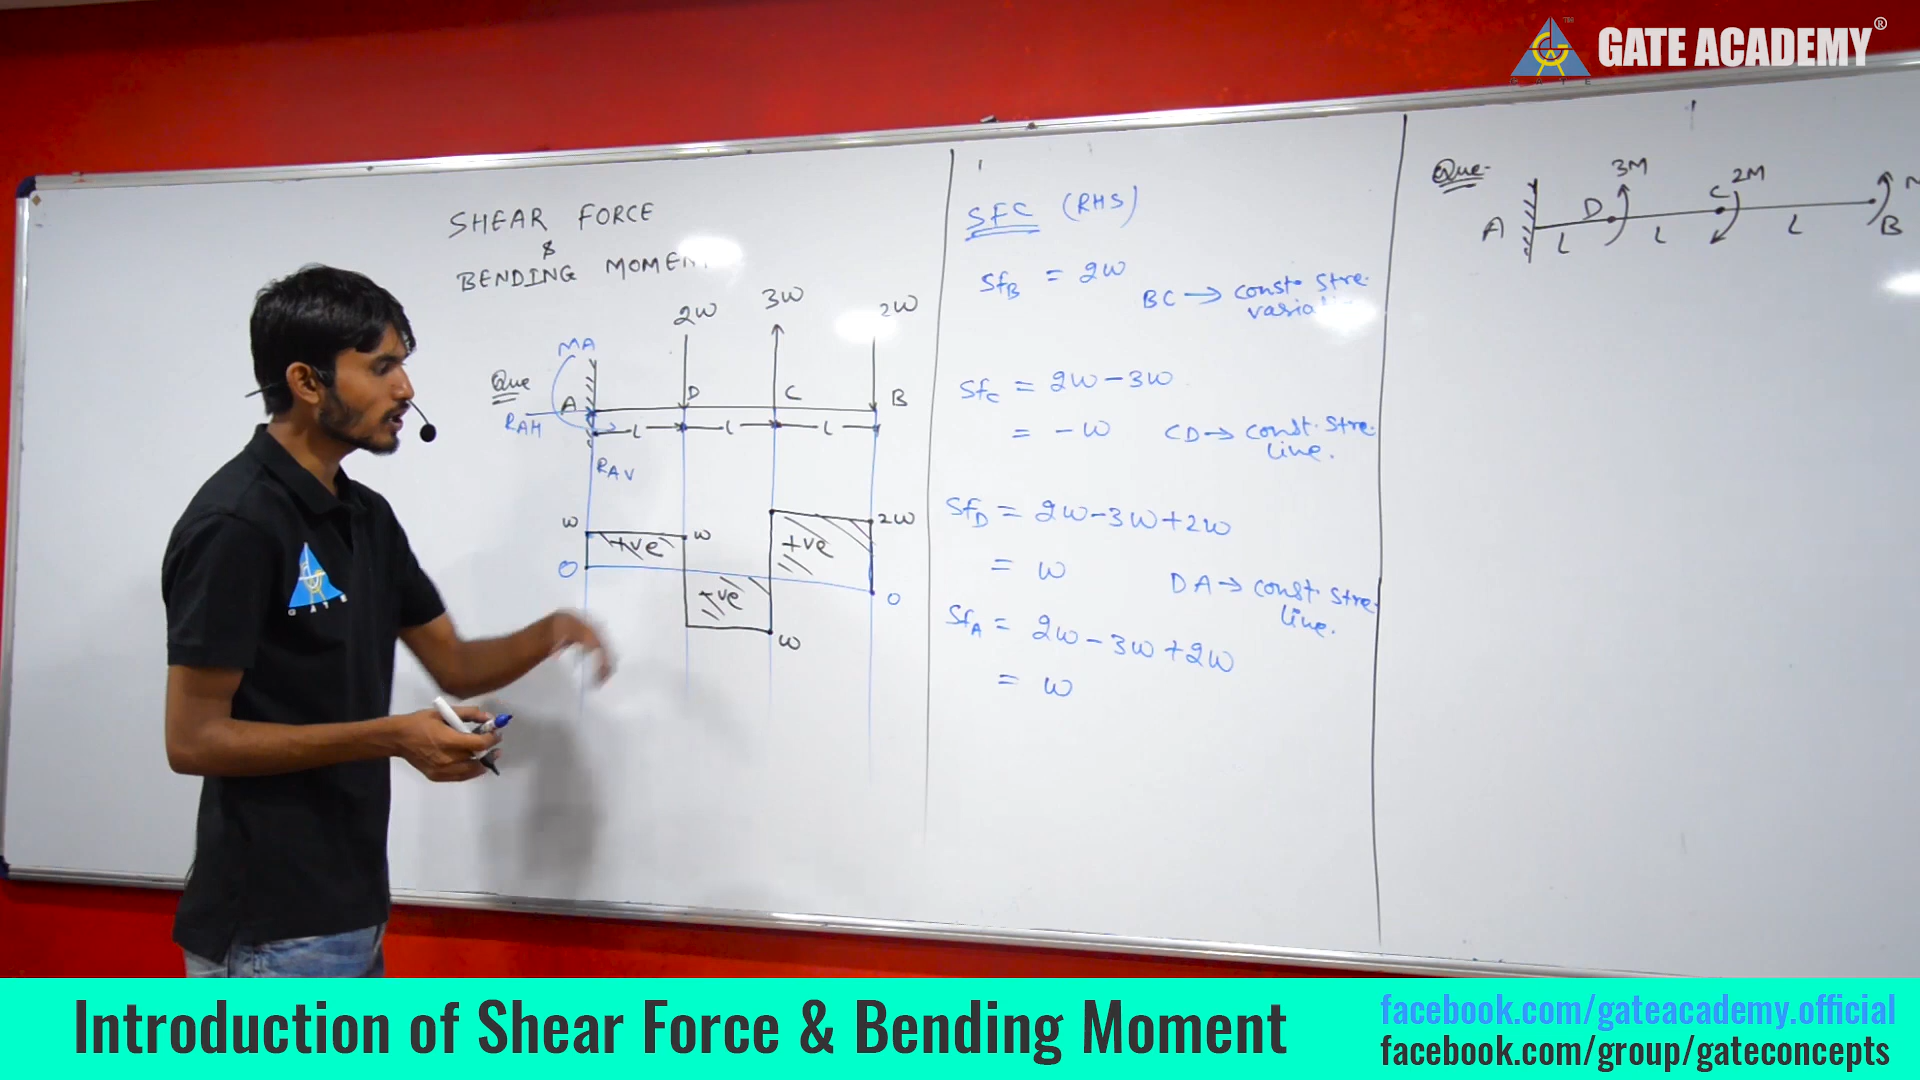 GATE ACADEMY®
GATE
SHEAR FORCE
&
BENDING MOMEN
2W
3W
2W
MA
Que
A
D
C
B
RAH
L
L
L
RAV
W
+ve
W
O
-ve
W
+ve
2W
O
GATE
SFC (RHS)
SfB = 2W
BC → const. stre.
SfC = 2W-3W
= -W
CD → const. stre.
line.
SfD = 2W-3W+2W
= W
DA → const. stre.
line.
SfA = 2W-3W+2W
= W
Que-
3M
2M
A
D
C
B
L
L
L
Introduction of Shear Force & Bending Moment
facebook.com/gateacademy.official
facebook.com/group/gateconcepts